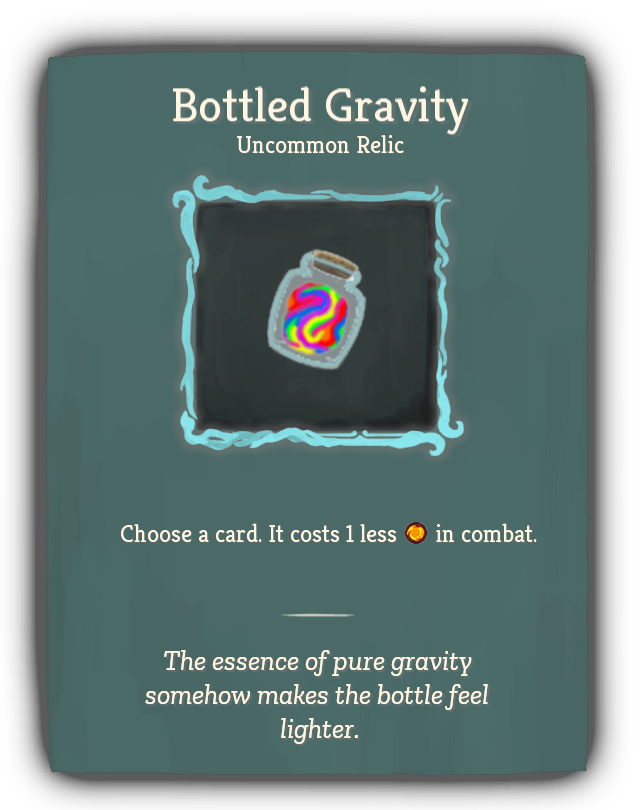 Bottled Gravity
Uncommon Relic
Choose a card. It costs 1 less in combat.
The essence of pure gravity
somehow makes the bottle feel
lighter.